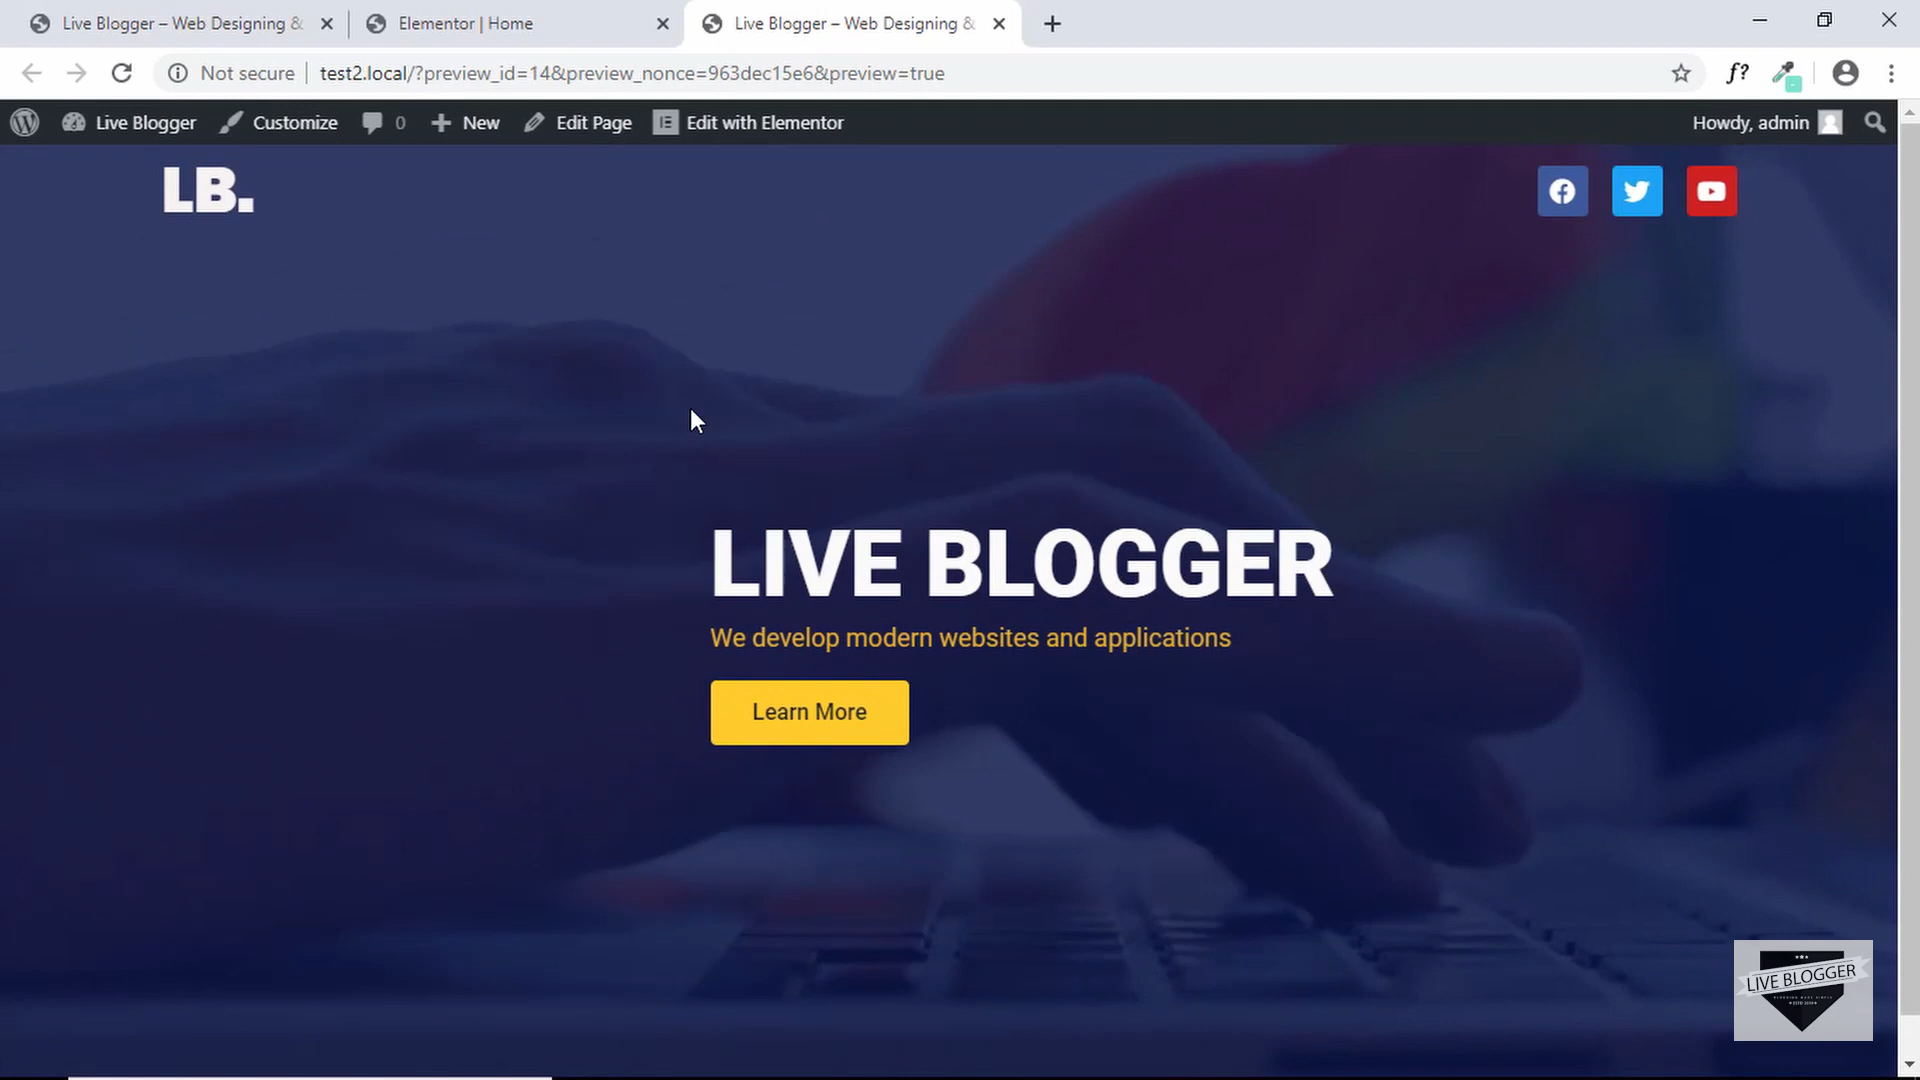 Live Blogger – Web Designing &
Elementor | Home
Live Blogger – Web Designing &
Not secure
test2.local/?preview_id=14&preview_nonce=963dec15e6&preview=true
f?
Live Blogger
Customize
0
New
Edit Page
Edit with Elementor
Howdy, admin
LB.
LIVE BLOGGER
We develop modern websites and applications
Learn More
LIVE BLOGGER